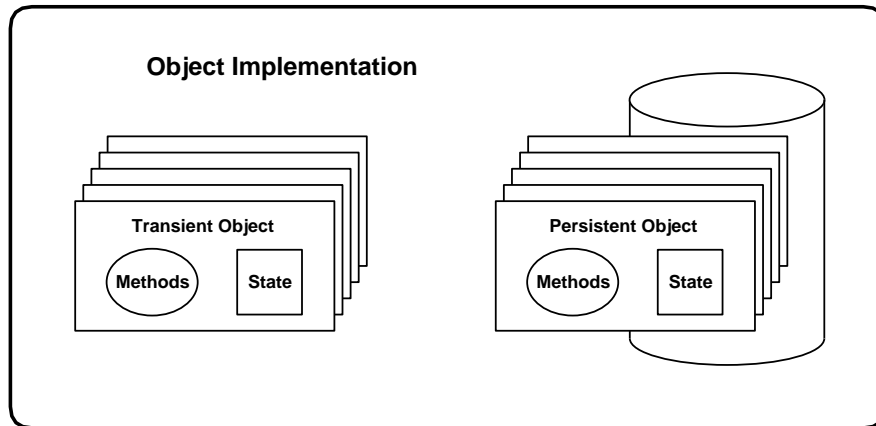 Object Implementation
Transient Object
Methods
State
Persistent Object
Methods
State